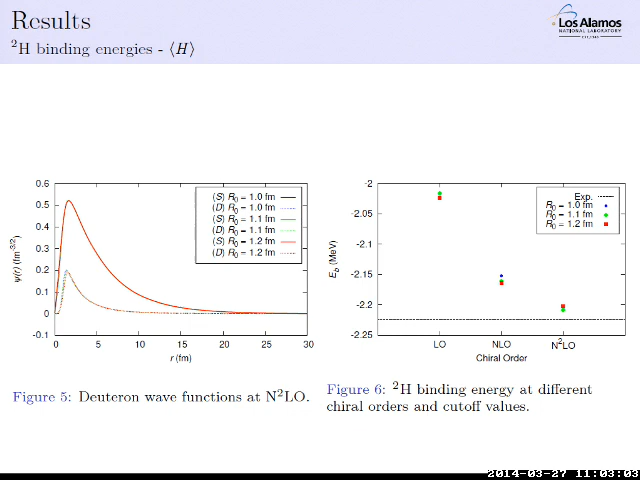 Results
²H binding energies - ⟨H⟩
Los Alamos
NATIONAL LABORATORY
EST. 1943
0.6
0.5
0.4
0.3
0.2
0.1
0
-0.1
ψ(r) (fm⁻³ᐟ²)
0 5 10 15 20 25 30
r (fm)
(S) R₀ = 1.0 fm
(D) R₀ = 1.0 fm
(S) R₀ = 1.1 fm
(D) R₀ = 1.1 fm
(S) R₀ = 1.2 fm
(D) R₀ = 1.2 fm
Figure 5: Deuteron wave functions at N²LO.
-2
-2.05
-2.1
-2.15
-2.2
-2.25
E_b (MeV)
LO NLO N²LO
Chiral Order
Exp.
R₀ = 1.0 fm
R₀ = 1.1 fm
R₀ = 1.2 fm
Figure 6: ²H binding energy at different
chiral orders and cutoff values.
2014-03-27 11:03:03